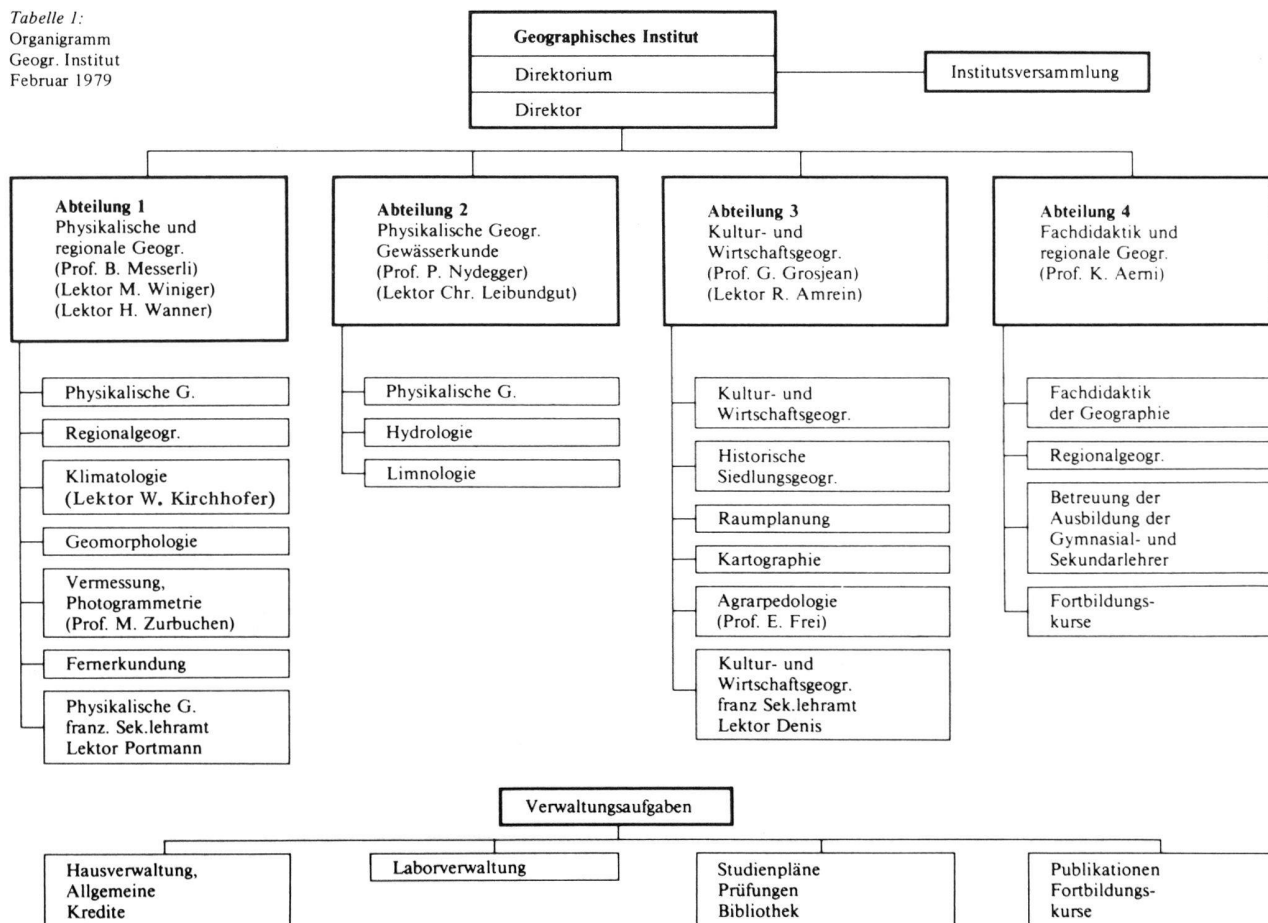 Tabelle 1:
Organigramm
Geogr. Institut
Februar 1979
Geographisches Institut
Direktorium
Direktor
Institutsversammlung
Abteilung 1
Physikalische und
regionale Geogr.
(Prof. B. Messerli)
(Lektor M. Winiger)
(Lektor H. Wanner)
Physikalische G.
Regionalgeogr.
Klimatologie
(Lektor W. Kirchhofer)
Geomorphologie
Vermessung,
Photogrammetrie
(Prof. M. Zurbuchen)
Fernerkundung
Physikalische G.
franz. Sek.lehramt
Lektor Portmann
Abteilung 2
Physikalische Geogr.
Gewässerkunde
(Prof. P. Nydegger)
(Lektor Chr. Leibundgut)
Physikalische G.
Hydrologie
Limnologie
Abteilung 3
Kultur- und
Wirtschaftsgeogr.
(Prof. G. Grosjean)
(Lektor R. Amrein)
Kultur- und
Wirtschaftsgeogr.
Historische
Siedlungsgeogr.
Raumplanung
Kartographie
Agrarpedologie
(Prof. E. Frei)
Kultur- und
Wirtschaftsgeogr.
franz Sek.lehramt
Lektor Denis
Abteilung 4
Fachdidaktik und
regionale Geogr.
(Prof. K. Aerni)
Fachdidaktik
der Geographie
Regionalgeogr.
Betreuung der
Ausbildung der
Gymnasial- und
Sekundarlehrer
Fortbildungs-
kurse
Verwaltungsaufgaben
Hausverwaltung,
Allgemeine
Kredite
Laborverwaltung
Studienpläne
Prüfungen
Bibliothek
Publikationen
Fortbildungs-
kurse